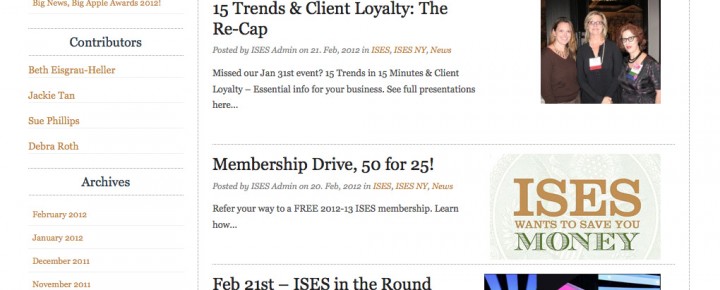 Big News, Big Apple Awards 2012!
Contributors
Beth Eisgrau-Heller
Jackie Tan
Sue Phillips
Debra Roth
Archives
February 2012
January 2012
December 2011
November 2011
15 Trends & Client Loyalty: The
Re-Cap
Posted by ISES Admin on 21. Feb, 2012 in ISES, ISES NY, News
Missed our Jan 31st event? 15 Trends in 15 Minutes & Client
Loyalty – Essential info for your business. See full presentations
here...
Membership Drive, 50 for 25!
Posted by ISES Admin on 20. Feb, 2012 in ISES, ISES NY, News
Refer your way to a FREE 2012-13 ISES membership. Learn
how...
ISES
WANTS TO SAVE YOU
MONEY
Feb 21st – ISES in the Round